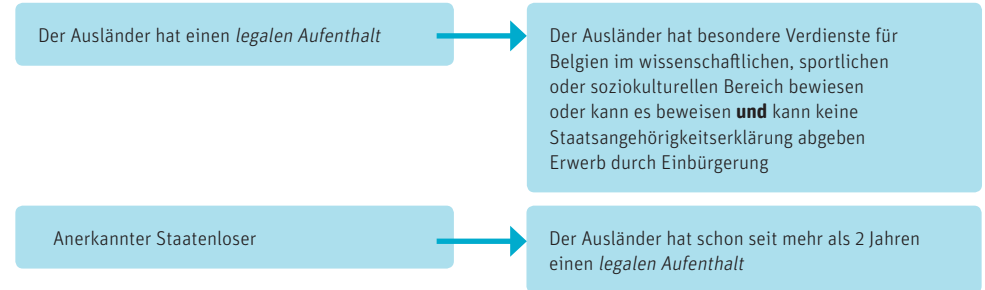 Der Ausländer hat einen legalen Aufenthalt
Der Ausländer hat besondere Verdienste für
Belgien im wissenschaftlichen, sportlichen
oder soziokulturellen Bereich bewiesen
oder kann es beweisen und kann keine
Staatsangehörigkeitserklärung abgeben
Erwerb durch Einbürgerung
Anerkannter Staatenloser
Der Ausländer hat schon seit mehr als 2 Jahren
einen legalen Aufenthalt